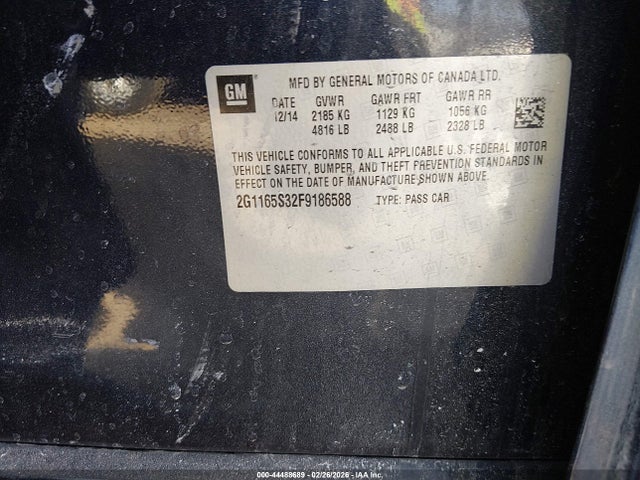 GM
MFD BY GENERAL MOTORS OF CANADA LTD.
DATE GVWR GAWR FRT GAWR RR
12/14 2185 KG 1129 KG 1056 KG
4816 LB 2488 LB 2328 LB
THIS VEHICLE CONFORMS TO ALL APPLICABLE U.S. FEDERAL MOTOR
VEHICLE SAFETY, BUMPER, AND THEFT PREVENTION STANDARDS IN
EFFECT ON THE DATE OF MANUFACTURE SHOWN ABOVE.
2G1165S32F9186588 TYPE: PASS CAR
000-44488689 - 02/26/2026 - IAA Inc.